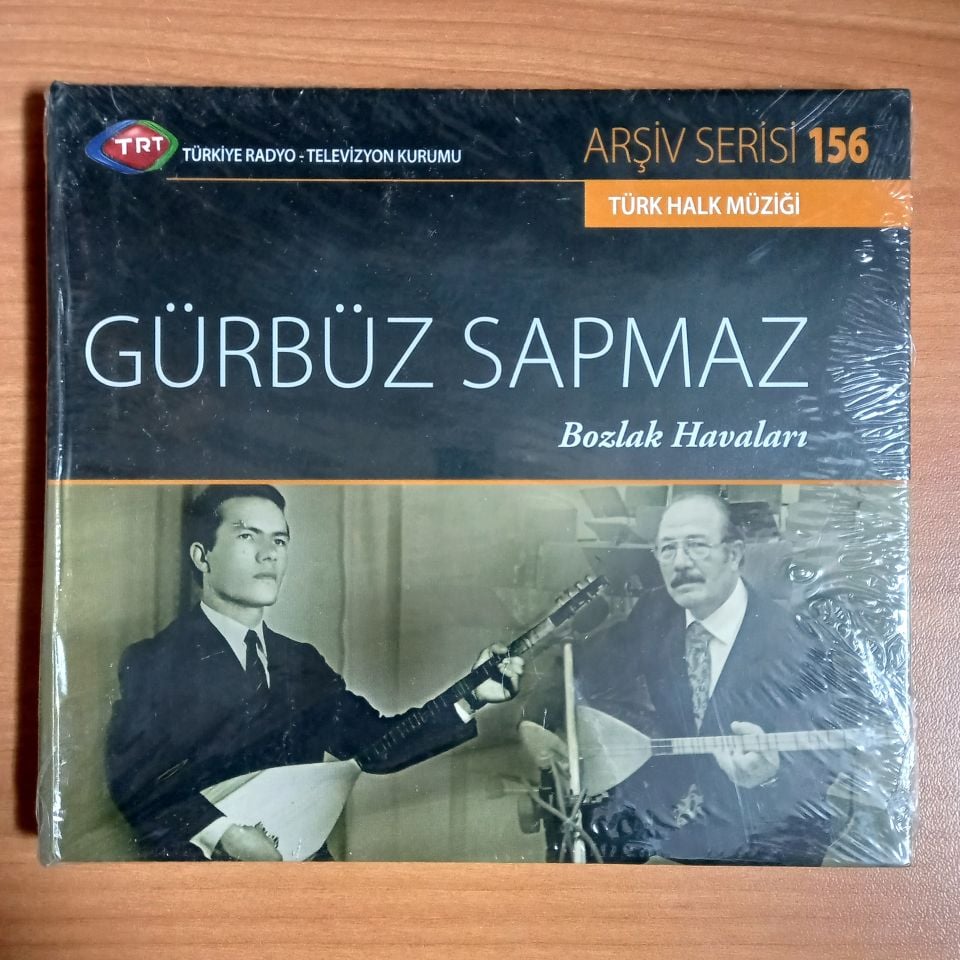 TRT
TÜRKİYE RADYO - TELEVİZYON KURUMU
ARŞİV SERİSİ 156
TÜRK HALK MÜZİĞİ
GÜRBÜZ SAPMAZ
Bozlak Havaları